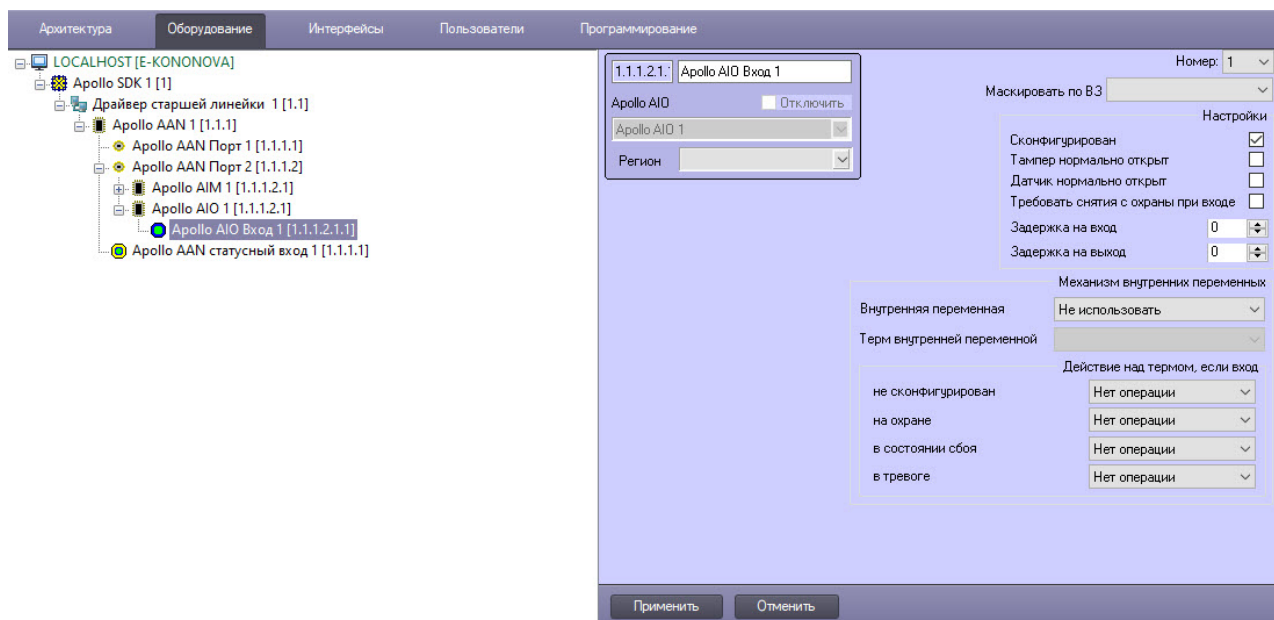 Архитектура Оборудование Интерфейсы Пользователи Программирование
LOCALHOST [E-KONONOVA]
Apollo SDK 1 [1]
Драйвер старшей линейки 1 [1.1]
Apollo AAN 1 [1.1.1]
Apollo AAN Порт 1 [1.1.1.1]
Apollo AAN Порт 2 [1.1.1.2]
Apollo AIM 1 [1.1.1.2.1]
Apollo AIO 1 [1.1.1.2.1]
Apollo AIO Вход 1 [1.1.1.2.1.1]
Apollo AAN статусный вход 1 [1.1.1.1]
1.1.1.2.1. Apollo AIO Вход 1
Apollo AIO Отключить
Apollo AIO 1
Регион
Номер: 1
Маскировать по ВЗ
Настройки
Сконфигурирован
Тампер нормально открыт
Датчик нормально открыт
Требовать снятия с охраны при входе
Задержка на вход 0
Задержка на выход 0
Механизм внутренних переменных
Внутренняя переменная Не использовать
Терм внутренней переменной
Действие над термом, если вход
не сконфигурирован Нет операции
на охране Нет операции
в состоянии сбоя Нет операции
в тревоге Нет операции
Применить Отменить